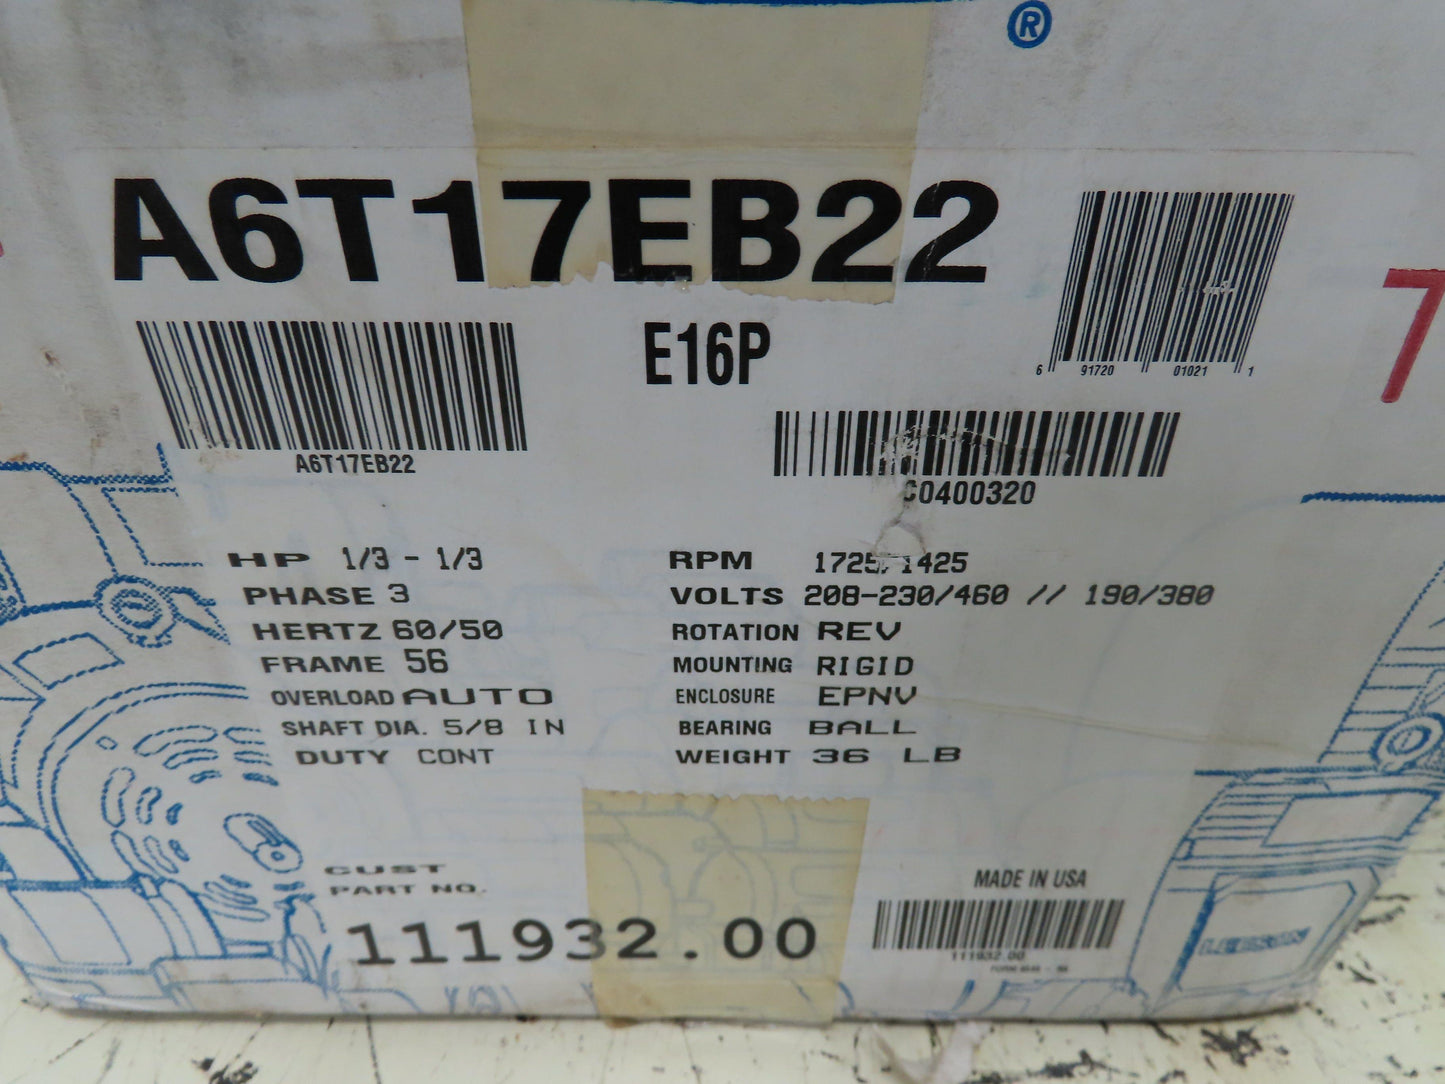 ®
A6T17EB22
E16P
6 91720 01021 1
A6T17EB22
C0400320
HP 1/3 - 1/3
PHASE 3
HERTZ 60/50
FRAME 56
OVERLOAD AUTO
SHAFT DIA. 5/8 IN
DUTY CONT
RPM 1725/1425
VOLTS 208-230/460 // 190/380
ROTATION REV
MOUNTING RIGID
ENCLOSURE EPNV
BEARING BALL
WEIGHT 36 LB
CUST
PART NO.
111932.00
MADE IN USA
111932.00
LEESON
7